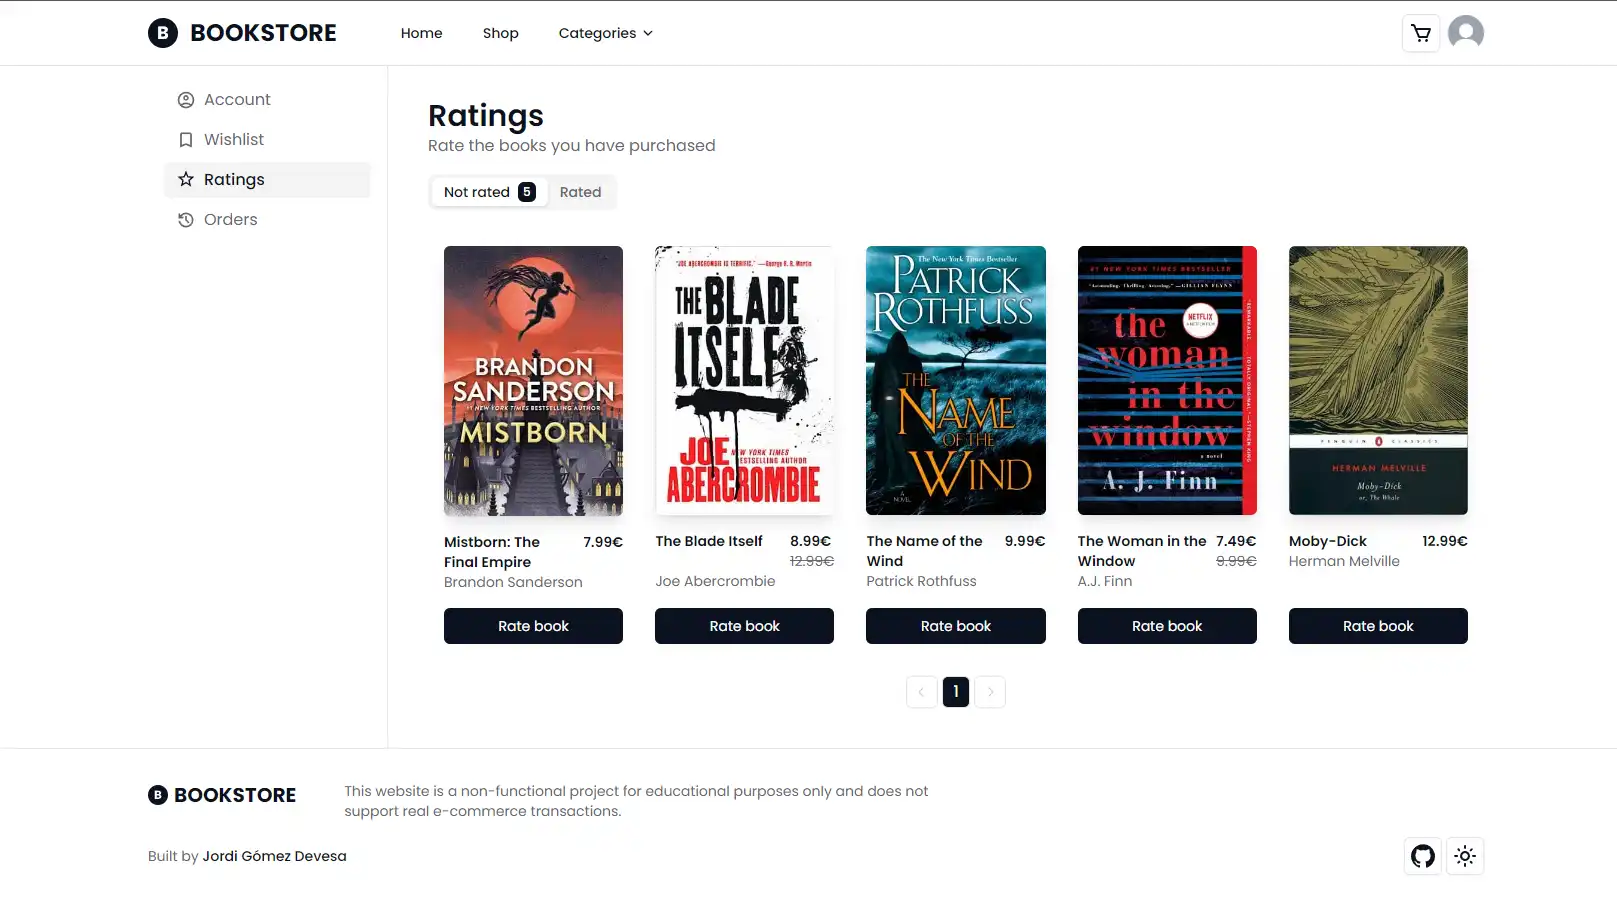 B BOOKSTORE
Home
Shop
Categories
Account
Wishlist
Ratings
Orders
Ratings
Rate the books you have purchased
Not rated 5
Rated
BRANDON
SANDERSON
#1 NEW YORK TIMES BESTSELLING AUTHOR
MISTBORN
"JOE ABERCROMBIE IS TERRIFIC." —George R. R. Martin
THE BLADE
ITSELF
JOE
NEW YORK TIMES
BESTSELLING AUTHOR
ABERCROMBIE
The New York Times Bestseller
PATRICK
ROTHFUSS
THE
NAME
OF THE
WIND
A
NOVEL
#1 NEW YORK TIMES BESTSELLER
"Astounding. Thrilling. Amazing." —GILLIAN FLYNN
NETFLIX
the
woman
in the
window
a novel
A. J. Finn
"REMARKABLE. TOTALLY ORIGINAL."—STEPHEN KING
PENGUIN CLASSICS
HERMAN MELVILLE
Moby-Dick
or, The Whale
Mistborn: The
Final Empire
7.99€
Brandon Sanderson
Rate book
The Blade Itself
8.99€
12.99€
Joe Abercrombie
Rate book
The Name of the
Wind
9.99€
Patrick Rothfuss
Rate book
The Woman in the
Window
7.49€
9.99€
A.J. Finn
Rate book
Moby-Dick
12.99€
Herman Melville
Rate book
1
B BOOKSTORE
This website is a non-functional project for educational purposes only and does not
support real e-commerce transactions.
Built by Jordi Gómez Devesa